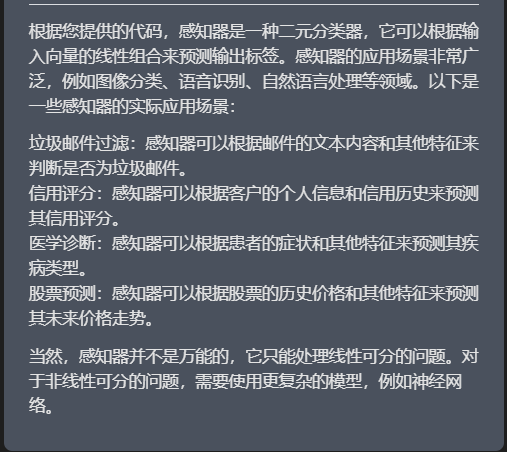 根据您提供的代码，感知器是一种二元分类器，它可以根据输
入向量的线性组合来预测输出标签。感知器的应用场景非常广
泛，例如图像分类、语音识别、自然语言处理等领域。以下是
一些感知器的实际应用场景：
垃圾邮件过滤：感知器可以根据邮件的文本内容和其他特征来
判断是否为垃圾邮件。
信用评分：感知器可以根据客户的个人信息和信用历史来预测
其信用评分。
医学诊断：感知器可以根据患者的症状和其他特征来预测其疾
病类型。
股票预测：感知器可以根据股票的历史价格和其他特征来预测
其未来价格走势。
当然，感知器并不是万能的，它只能处理线性可分的问题。对
于非线性可分的问题，需要使用更复杂的模型，例如神经网
络。